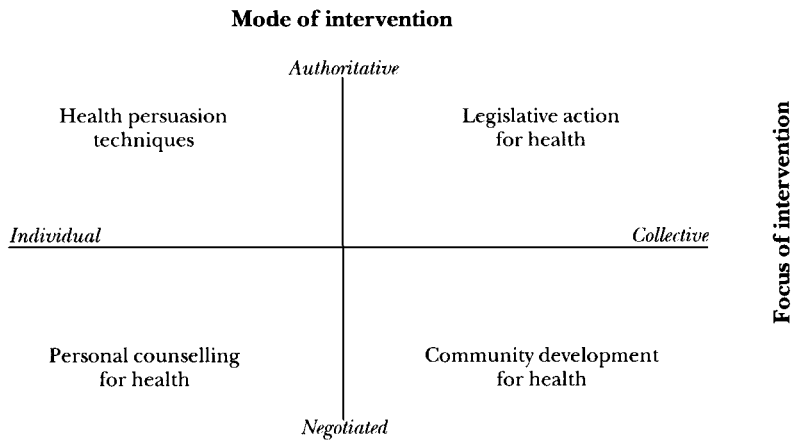 Mode of intervention
Authoritative
Health persuasion
techniques
Legislative action
for health
Individual
Collective
Focus of intervention
Personal counselling
for health
Community development
for health
Negotiated